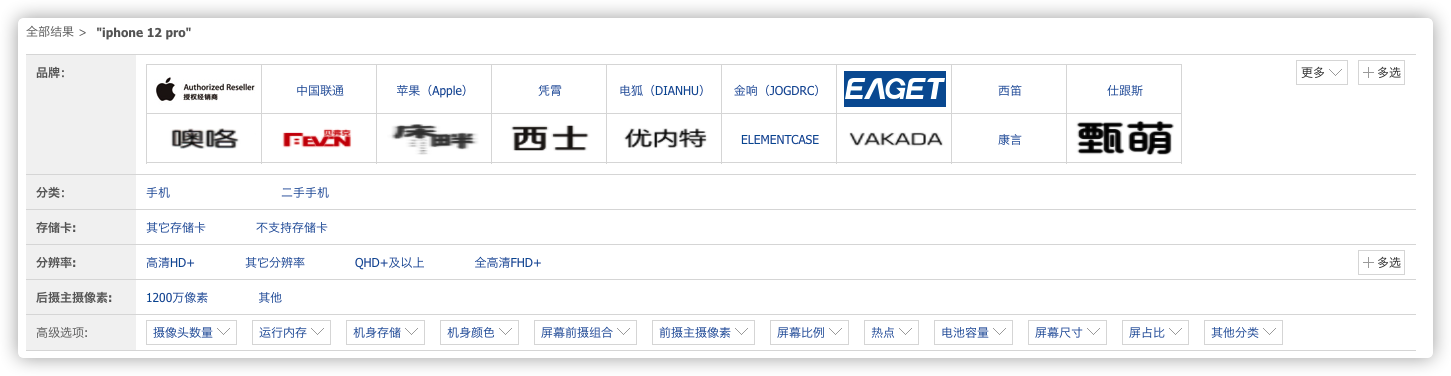 全部结果 > "iphone 12 pro"
品牌: Authorized Reseller 授权经销商 中国联通 苹果（Apple） 凭霄 电狐（DIANHU） 金响（JOGDRC） EAGET 西笛 仕跟斯 更多 多选
噢咯 贝弗克 FBVCN 床畔 西士 优内特 ELEMENTCASE VAKADA 康言 甄萌
分类: 手机 二手手机
存储卡: 其它存储卡 不支持存储卡
分辨率: 高清HD+ 其它分辨率 QHD+及以上 全高清FHD+ 多选
后摄主摄像素: 1200万像素 其他
高级选项: 摄像头数量 运行内存 机身存储 机身颜色 屏幕前摄组合 前摄主摄像素 屏幕比例 热点 电池容量 屏幕尺寸 屏占比 其他分类